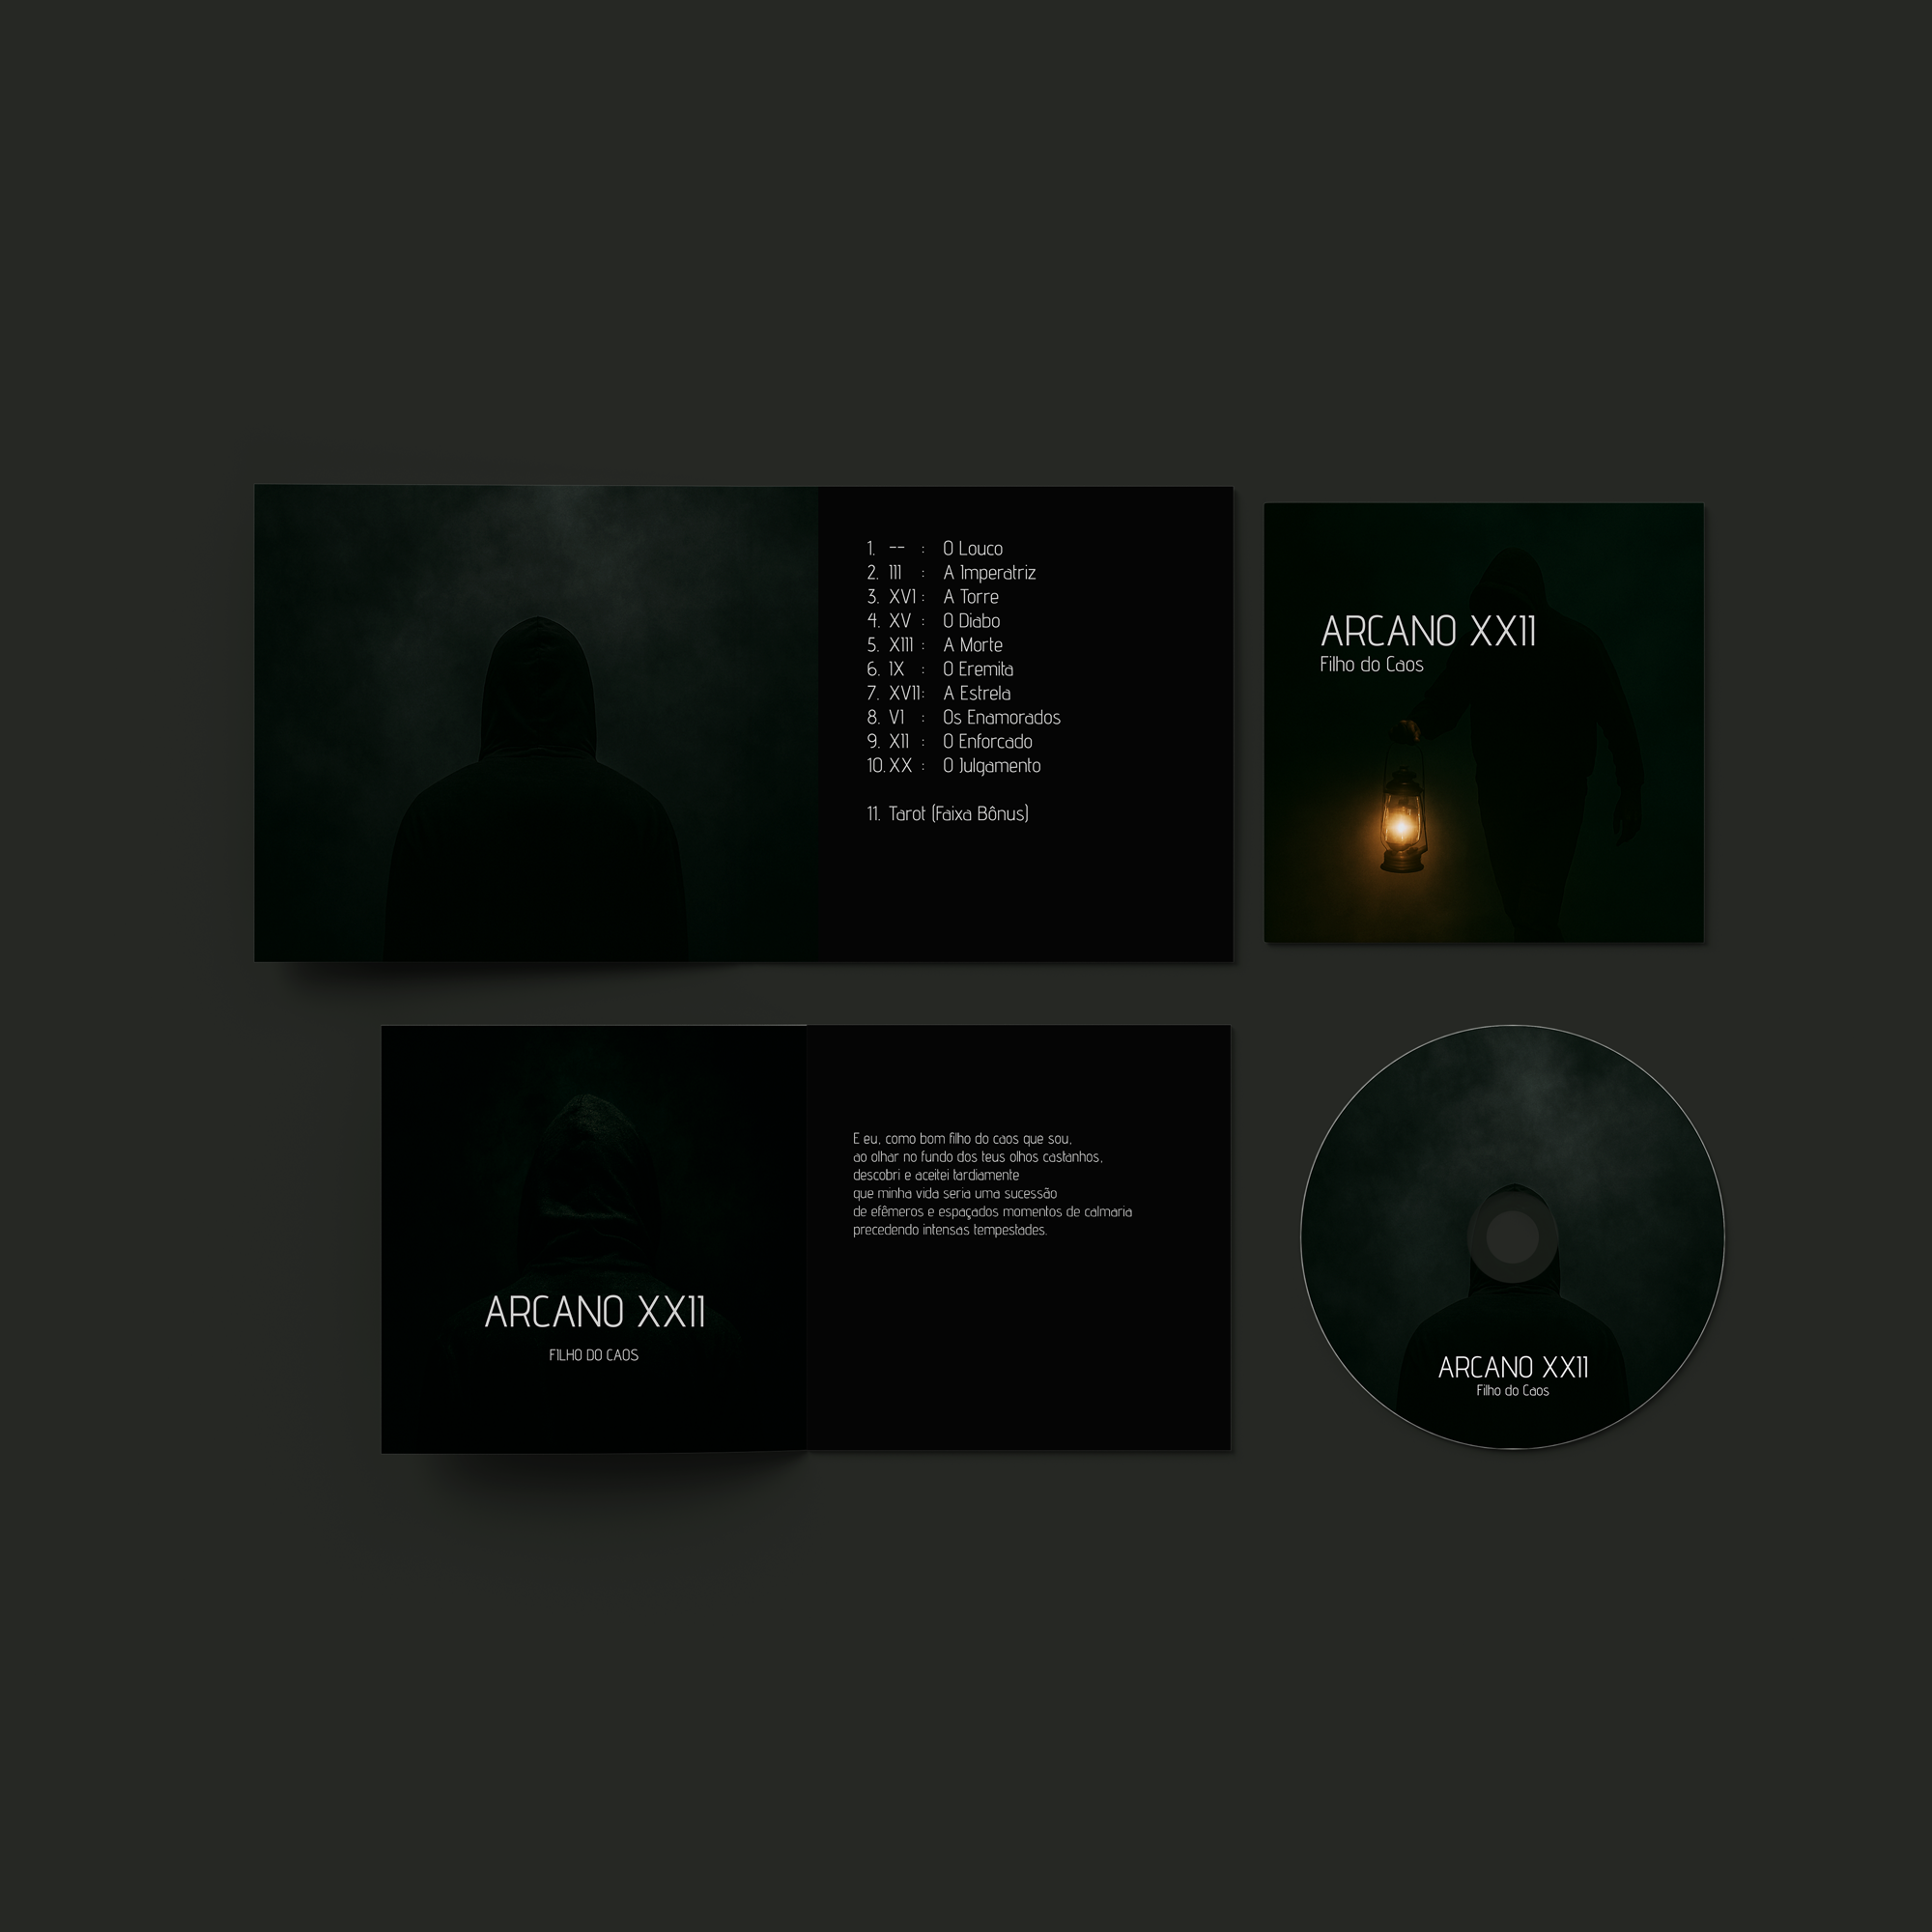 1. -- : O Louco
2. III : A Imperatriz
3. XVI : A Torre
4. XV : O Diabo
5. XIII : A Morte
6. IX : O Eremita
7. XVII: A Estrela
8. VI : Os Enamorados
9. XII : O Enforcado
10. XX : O Julgamento
11. Tarot (Faixa Bônus)
ARCANO XXII
Filho do Caos
ARCANO XXII
FILHO DO CAOS
E eu, como bom filho do caos que sou,
ao olhar no fundo dos teus olhos castanhos,
descobri e aceitei tardiamente
que minha vida seria uma sucessão
de efêmeros e espaçados momentos de calmaria
precedendo intensas tempestades.
ARCANO XXII
Filho do Caos